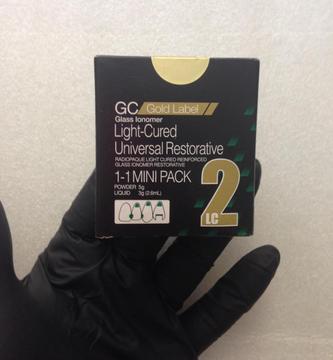 GC Gold Label
Glass Ionomer
Light-Cured
Universal Restorative
RADIOPAQUE LIGHT CURED REINFORCED
GLASS IONOMER RESTORATIVE
1-1 MINI PACK
POWDER 5g
LIQUID 3g (2.6mL)
2
LC